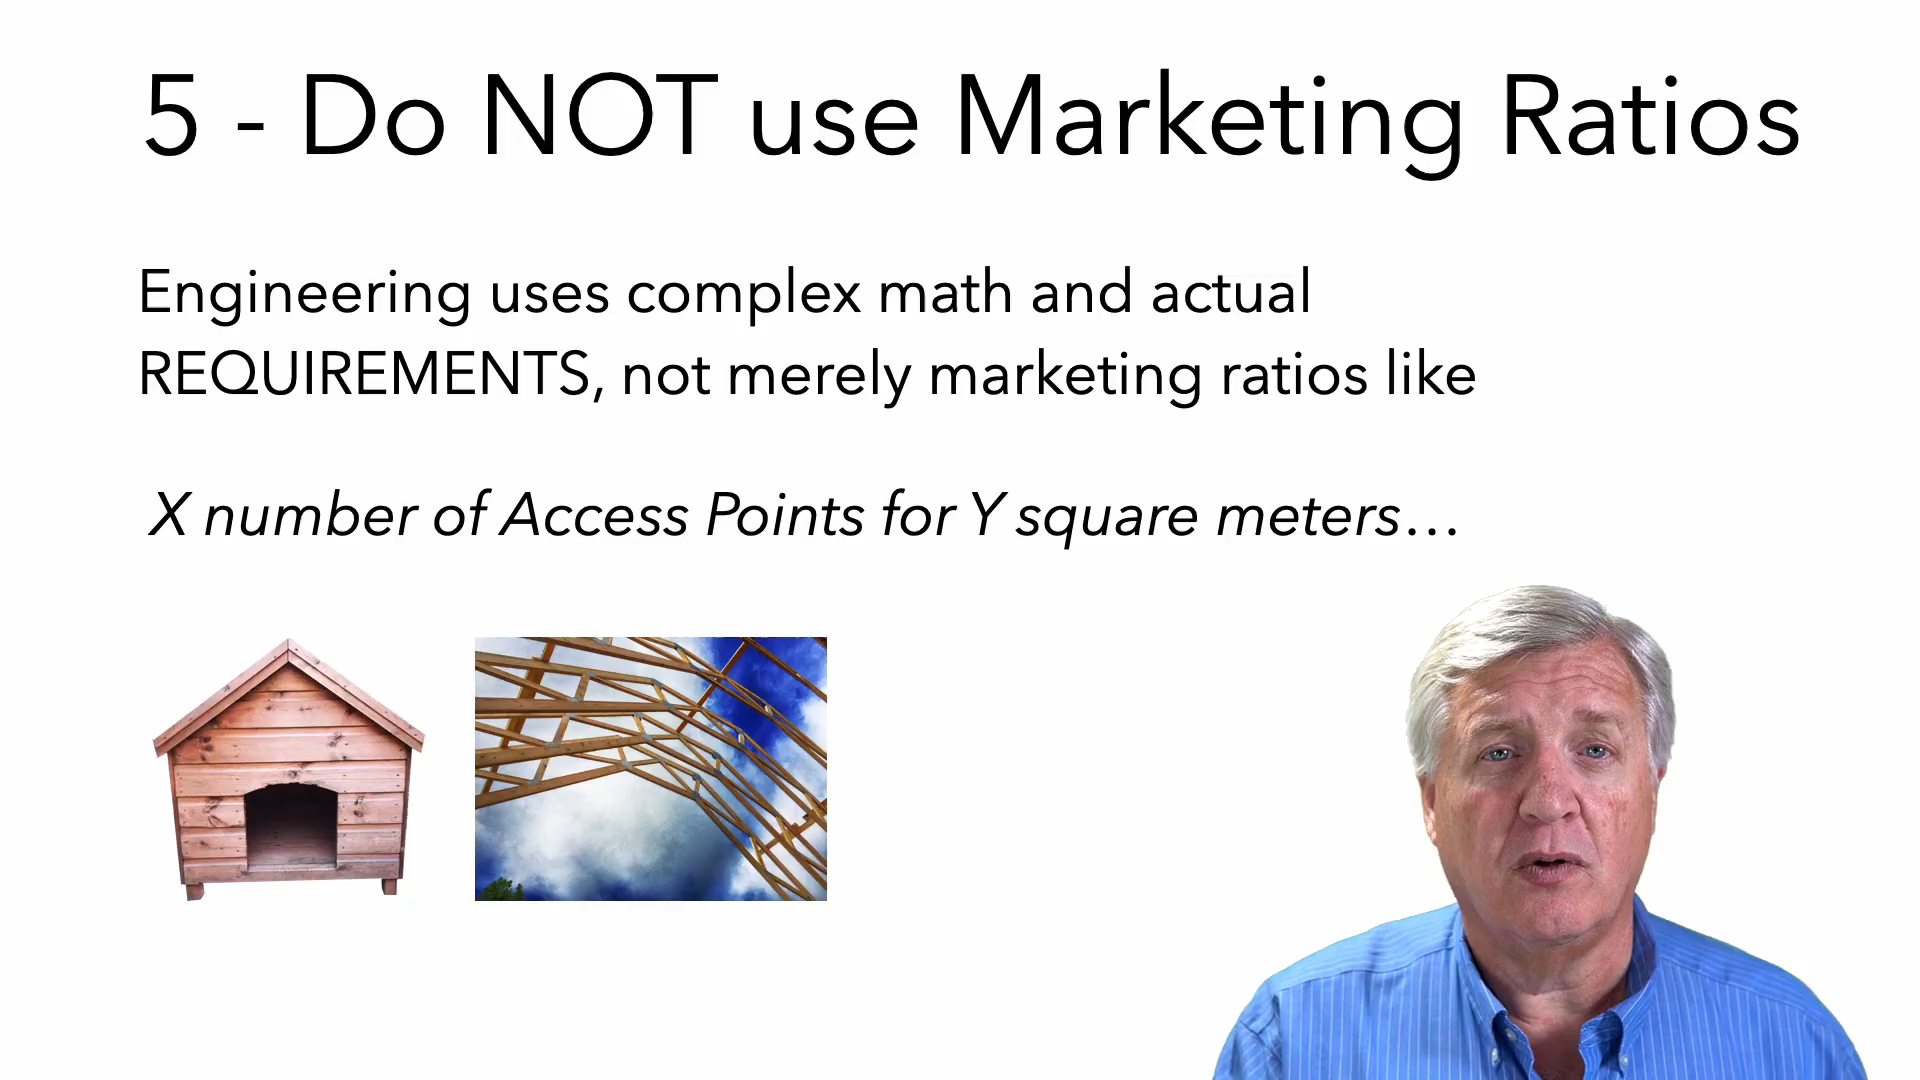 5 - Do NOT use Marketing Ratios
Engineering uses complex math and actual
REQUIREMENTS, not merely marketing ratios like
X number of Access Points for Y square meters…